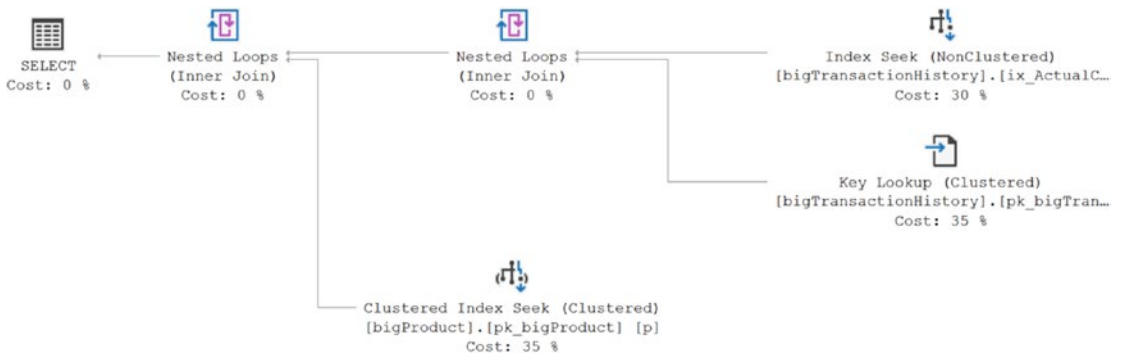 SELECT
Cost: 0 %
Nested Loops
(Inner Join)
Cost: 0 %
Nested Loops
(Inner Join)
Cost: 0 %
Index Seek (NonClustered)
[bigTransactionHistory].[ix_ActualC…
Cost: 30 %
Key Lookup (Clustered)
[bigTransactionHistory].[pk_bigTran…
Cost: 35 %
Clustered Index Seek (Clustered)
[bigProduct].[pk_bigProduct] [p]
Cost: 35 %